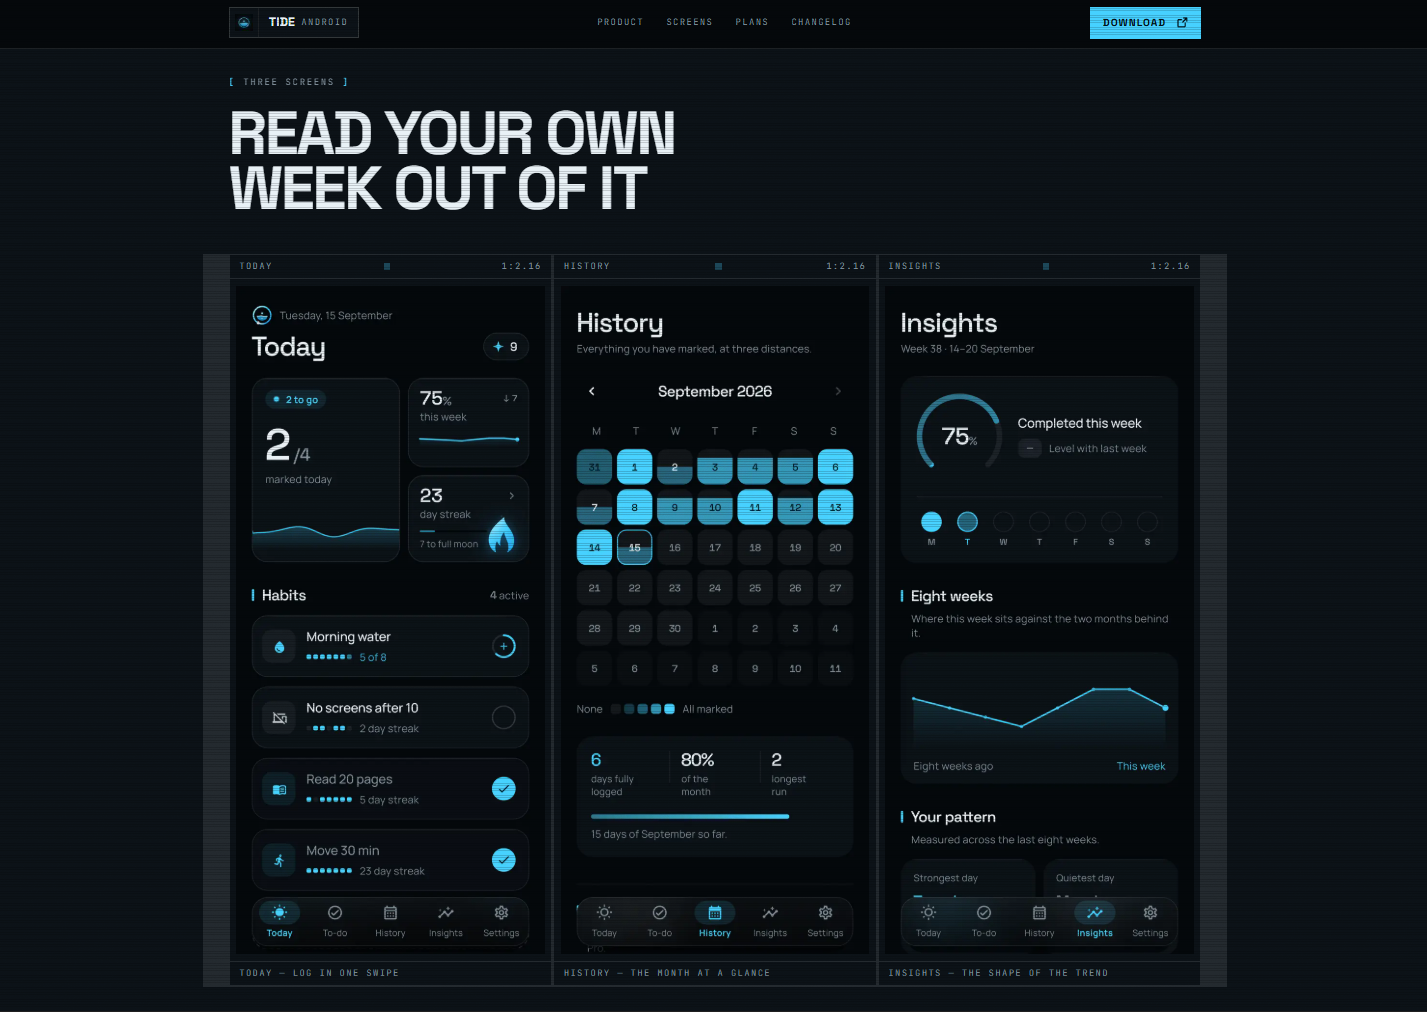 TIDE ANDROID
PRODUCT SCREENS PLANS CHANGELOG
DOWNLOAD
[ THREE SCREENS ]
READ YOUR OWN
WEEK OUT OF IT
TODAY 1:2.16
Tuesday, 15 September
Today
9
2 to go
2/4
marked today
75%
↓7
this week
23
day streak
7 to full moon
Habits
4 active
Morning water
5 of 8
No screens after 10
2 day streak
Read 20 pages
5 day streak
Move 30 min
23 day streak
Today To-do History Insights Settings
TODAY — LOG IN ONE SWIPE
HISTORY 1:2.16
History
Everything you have marked, at three distances.
September 2026
M T W T F S S
31 1 2 3 4 5 6
7 8 9 10 11 12 13
14 15 16 17 18 19 20
21 22 23 24 25 26 27
28 29 30 1 2 3 4
5 6 7 8 9 10 11
None All marked
6
days fully
logged
80%
of the
month
2
longest
run
15 days of September so far.
Today To-do History Insights Settings
HISTORY — THE MONTH AT A GLANCE
INSIGHTS 1:2.16
Insights
Week 38 · 14–20 September
75%
Completed this week
– Level with last week
M T W T F S S
Eight weeks
Where this week sits against the two months behind
it.
Eight weeks ago This week
Your pattern
Measured across the last eight weeks.
Strongest day
Quietest day
Today To-do History Insights Settings
INSIGHTS — THE SHAPE OF THE TREND